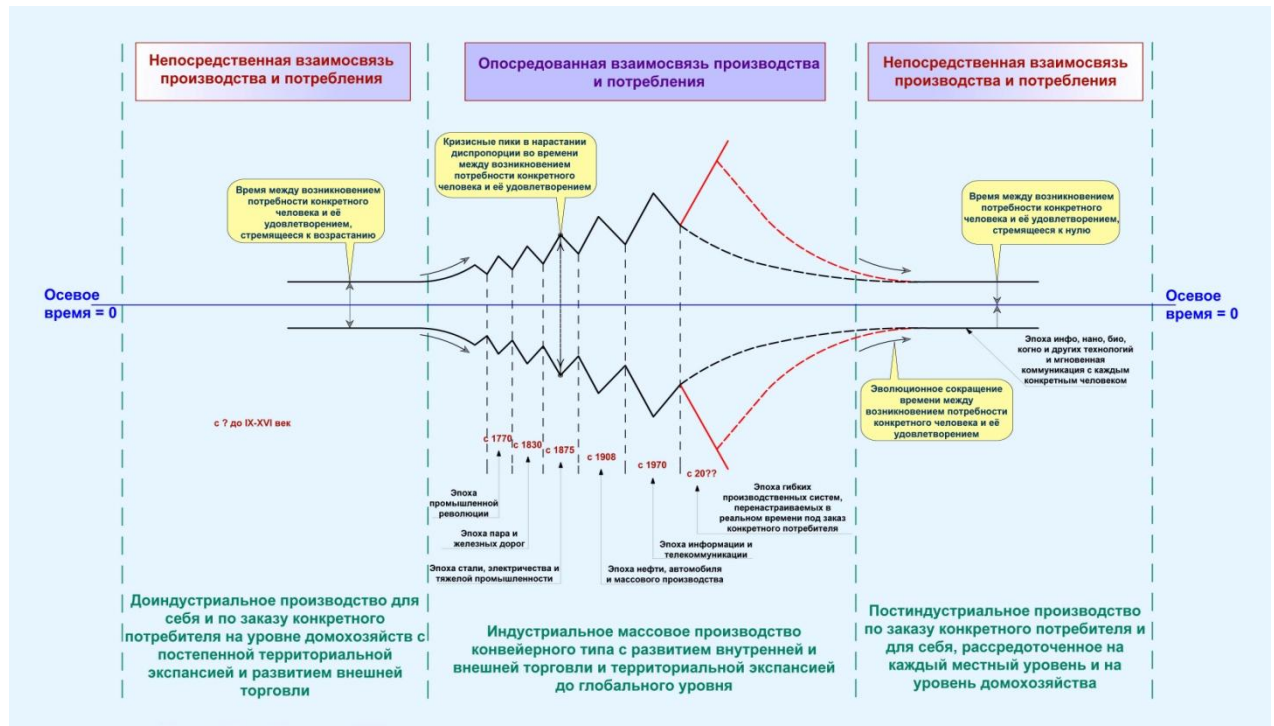 Непосредственная взаимосвязь
производства и потребления
Опосредованная взаимосвязь производства
и потребления
Непосредственная взаимосвязь
производства и потребления
Кризисные пики в нарастании
диспропорции во времени
между возникновением
потребности конкретного
человека и её удовлетворением
Время между возникновением
потребности конкретного
человека и её
удовлетворением,
стремящееся к возрастанию
Время между возникновением
потребности конкретного
человека и её удовлетворением,
стремящееся к нулю
Осевое
время = 0
Осевое
время = 0
Эпоха инфо, нано, био,
когно и других технологий
и мгновенная
коммуникация с каждым
конкретным человеком
Эволюционное сокращение
времени между
возникновением потребности
конкретного человека и её
удовлетворением
с ? до IX-XVI век
с 1770
с 1830
с 1875
с 1908
с 1970
с 20??
Эпоха
промышленной
революции
Эпоха пара и
железных дорог
Эпоха стали, электричества и
тяжелой промышленности
Эпоха нефти, автомобиля
и массового производства
Эпоха информации и
телекоммуникации
Эпоха гибких
производственных систем,
перенастраиваемых в
реальном времени под заказ
конкретного потребителя
Доиндустриальное производство для
себя и по заказу конкретного
потребителя на уровне домохозяйств с
постепенной территориальной
экспансией и развитием внешней
торговли
Индустриальное массовое производство
конвейерного типа с развитием внутренней и
внешней торговли и территориальной экспансией
до глобального уровня
Постиндустриальное производство
по заказу конкретного потребителя и
для себя, рассредоточенное на
каждый местный уровень и на
уровень домохозяйства